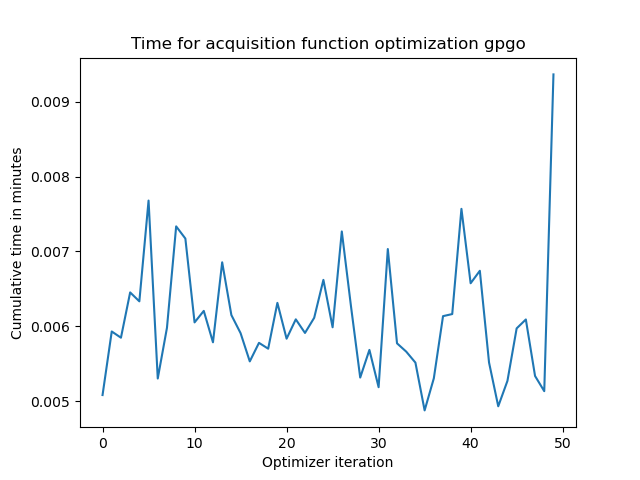 Time for acquisition function optimization gpgo
Cumulative time in minutes
0.009
0.008
0.007
0.006
0.005
0 10 20 30 40 50
Optimizer iteration